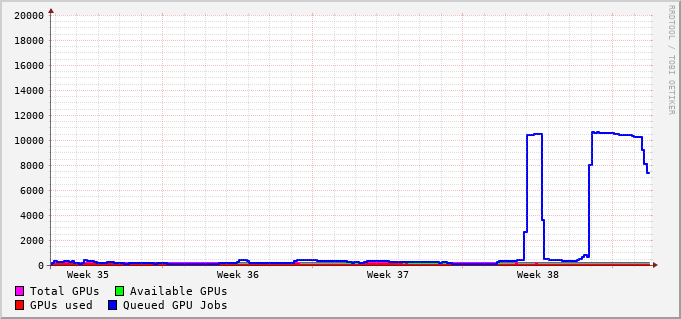 20000
18000
16000
14000
12000
10000
8000
6000
4000
2000
0
Week 35 Week 36 Week 37 Week 38
Total GPUs Available GPUs
GPUs used Queued GPU Jobs
RRDTOOL / TOBI OETIKER